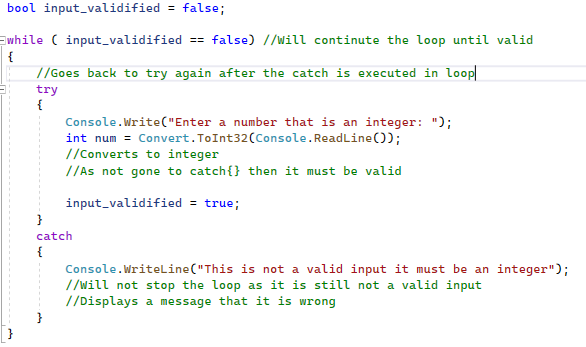 bool input_validified = false;
while ( input_validified == false) //Will continute the loop until valid
{
//Goes back to try again after the catch is executed in loop
try
{
Console.Write("Enter a number that is an integer: ");
int num = Convert.ToInt32(Console.ReadLine());
//Converts to integer
//As not gone to catch{} then it must be valid
input_validified = true;
}
catch
{
Console.WriteLine("This is not a valid input it must be an integer");
//Will not stop the loop as it is still not a valid input
//Displays a message that it is wrong
}
}